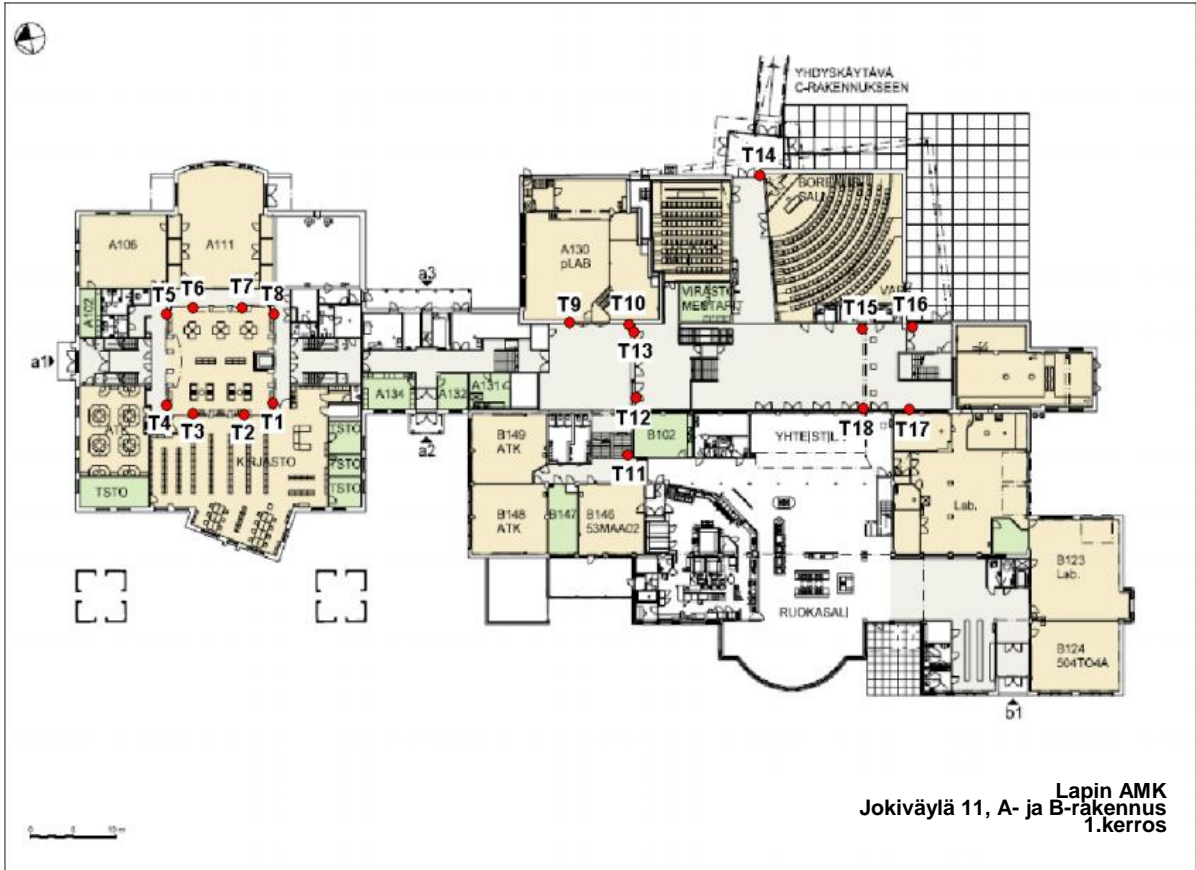 YHDYSKÄYTÄVÄ
C-RAKENNUKSEEN
T14
A106
A111
A130
pLAB
a3
VIRASTO
T5
T6
T7
T8
T9
T10
T13
T15
T16
A102
a1
A134
A132
A131
T4
T3
T2
T1
T12
T18
T17
KIRJASTO
TSTO
TSTO
TSTO
TSTO
a2
B149
ATK
B102
T11
B148
ATK
B147
B146
53MAA02
Lab.
B123
Lab.
RUOKASALI
B124
504TO4A
b1
Lapin AMK
Jokiväylä 11, A- ja B-rakennus
1.kerros